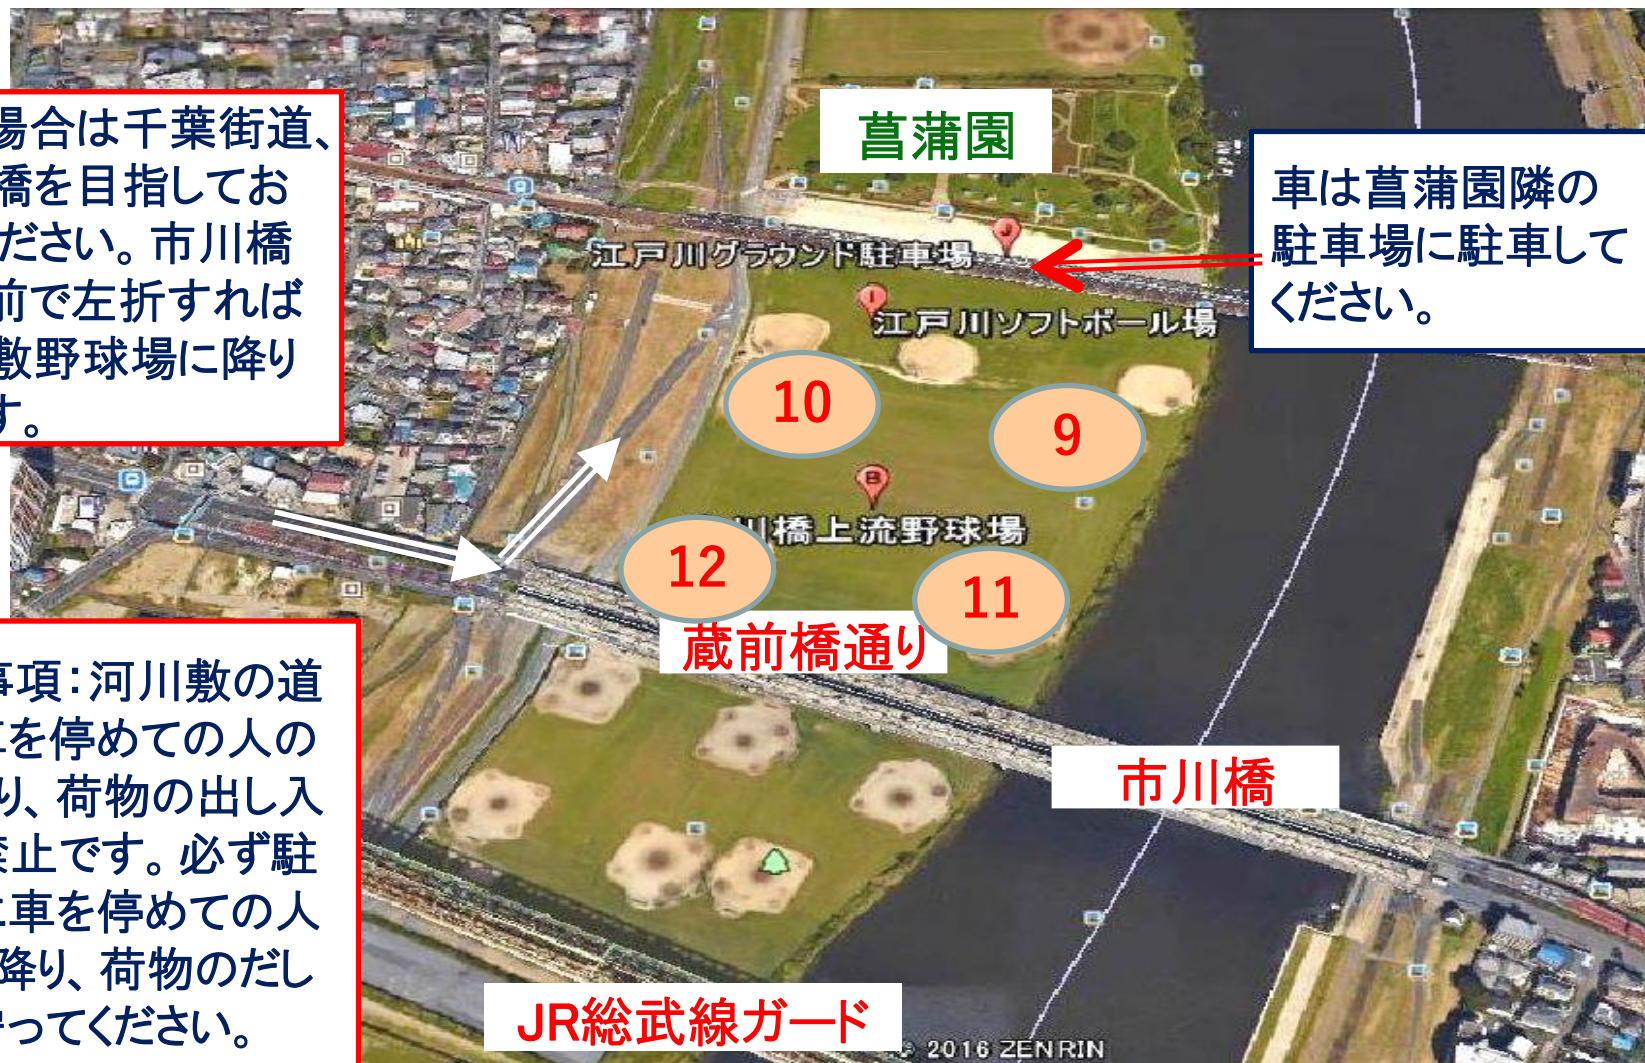 場合は千葉街道、
橋を目指してお
ださい。市川橋
前で左折すれば
敷野球場に降り
す。
菖蒲園
車は菖蒲園隣の
駐車場に駐車して
ください。
江戸川グラウンド駐車場
J
I
江戸川ソフトボール場
10
9
B
川橋上流野球場
12
11
蔵前橋通り
事項：河川敷の道
を停めての人の
り、荷物の出し入
禁止です。必ず駐
車を停めての人
降り、荷物のだし
ってください。
市川橋
JR総武線ガード
2016 ZENRIN